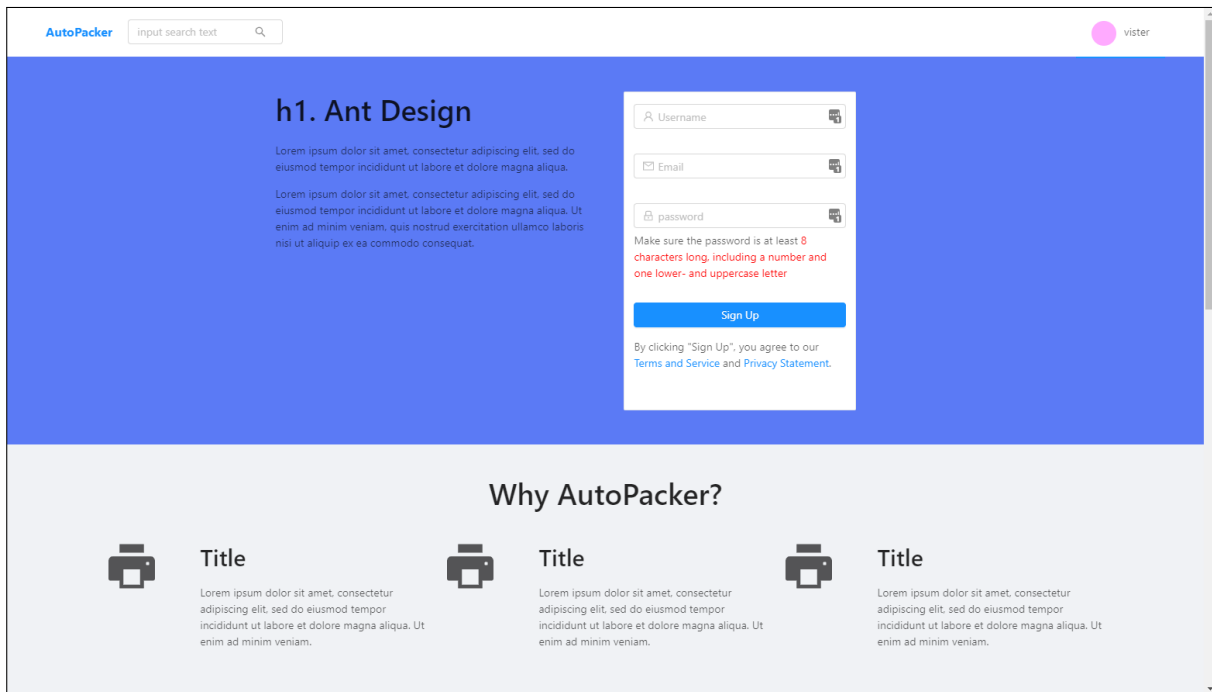 AutoPacker
input search text
vister
h1. Ant Design
Lorem ipsum dolor sit amet, consectetur adipiscing elit, sed do
eiusmod tempor incididunt ut labore et dolore magna aliqua.
Lorem ipsum dolor sit amet, consectetur adipiscing elit, sed do
eiusmod tempor incididunt ut labore et dolore magna aliqua. Ut
enim ad minim veniam, quis nostrud exercitation ullamco laboris
nisi ut aliquip ex ea commodo consequat.
Username
Email
password
Make sure the password is at least 8
characters long, including a number and
one lower- and uppercase letter
Sign Up
By clicking "Sign Up", you agree to our
Terms and Service and Privacy Statement.
Why AutoPacker?
Title
Lorem ipsum dolor sit amet, consectetur
adipiscing elit, sed do eiusmod tempor
incididunt ut labore et dolore magna aliqua. Ut
enim ad minim veniam.
Title
Lorem ipsum dolor sit amet, consectetur
adipiscing elit, sed do eiusmod tempor
incididunt ut labore et dolore magna aliqua. Ut
enim ad minim veniam.
Title
Lorem ipsum dolor sit amet, consectetur
adipiscing elit, sed do eiusmod tempor
incididunt ut labore et dolore magna aliqua. Ut
enim ad minim veniam.